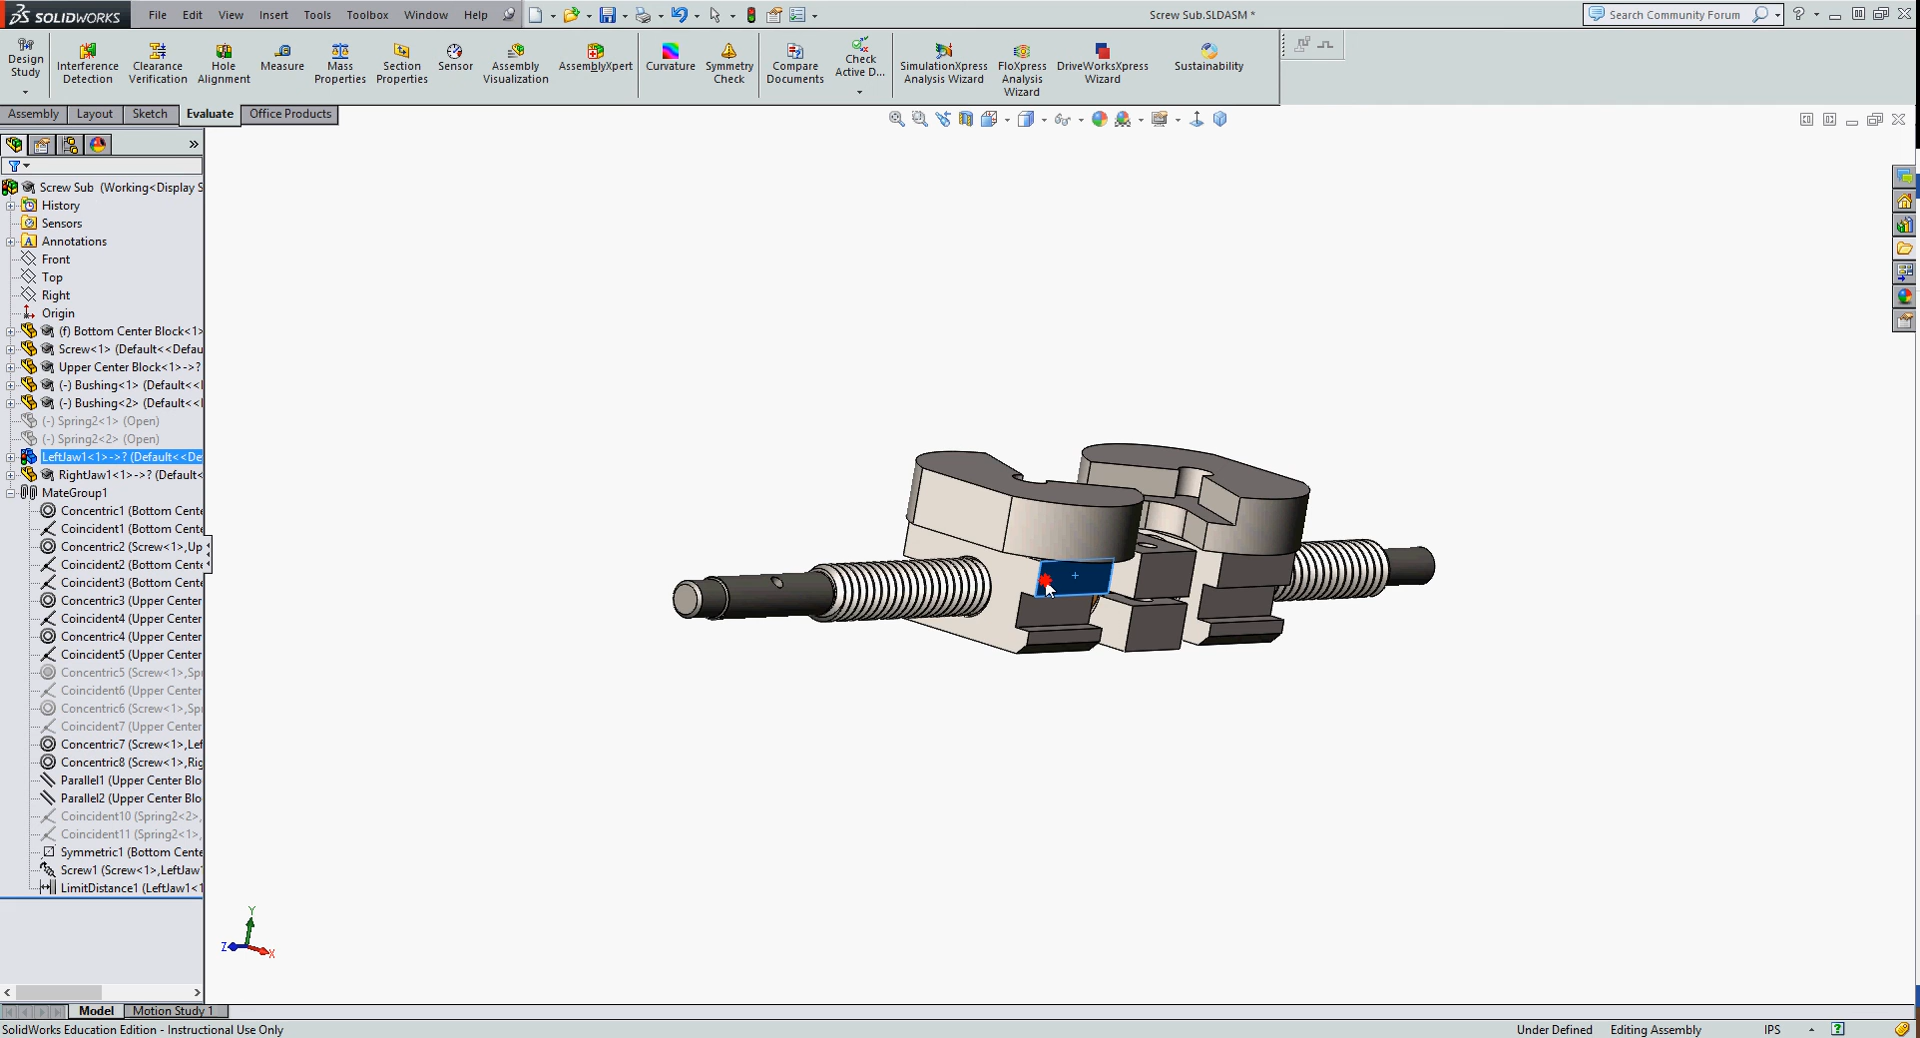 SOLIDWORKS File Edit View Insert Tools Toolbox Window Help Screw Sub.SLDASM * Search Community Forum
Design Study
Interference Detection
Clearance Verification
Hole Alignment
Measure
Mass Properties
Section Properties
Sensor
Assembly Visualization
AssemblyXpert
Curvature
Symmetry Check
Compare Documents
Check Active D...
SimulationXpress Analysis Wizard
FloXpress Analysis Wizard
DriveWorksXpress Wizard
Sustainability
Assembly Layout Sketch Evaluate Office Products
Screw Sub (Working<Display S
History
Sensors
Annotations
Front
Top
Right
Origin
(f) Bottom Center Block<1>
Screw<1> (Default<<Defau
Upper Center Block<1>->?
(-) Bushing<1> (Default<<
(-) Bushing<2> (Default<<
(-) Spring2<1> (Open)
(-) Spring2<2> (Open)
LeftJaw1<1>->? (Default<<De
RightJaw1<1>->? (Default<
MateGroup1
Concentric1 (Bottom Cente
Coincident1 (Bottom Cente
Concentric2 (Screw<1>,Up
Coincident2 (Bottom Cente
Coincident3 (Bottom Cente
Concentric3 (Upper Center
Coincident4 (Upper Center
Concentric4 (Upper Center
Coincident5 (Upper Center
Concentric5 (Screw<1>,Spr
Coincident6 (Upper Center
Concentric6 (Screw<1>,Spr
Coincident7 (Upper Center
Concentric7 (Screw<1>,Lef
Concentric8 (Screw<1>,Rig
Parallel1 (Upper Center Blo
Parallel2 (Upper Center Blo
Coincident10 (Spring2<2>,
Coincident11 (Spring2<1>,
Symmetric1 (Bottom Cente
Screw1 (Screw<1>,LeftJaw
LimitDistance1 (LeftJaw1<1
Y
Z X
Model Motion Study 1
SolidWorks Education Edition - Instructional Use Only Under Defined Editing Assembly IPS